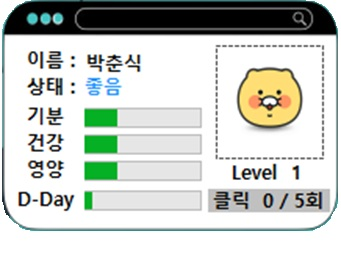 이름 : 박춘식
상태 : 좋음
기분
건강
영양
D-Day
Level 1
클릭 0 / 5회